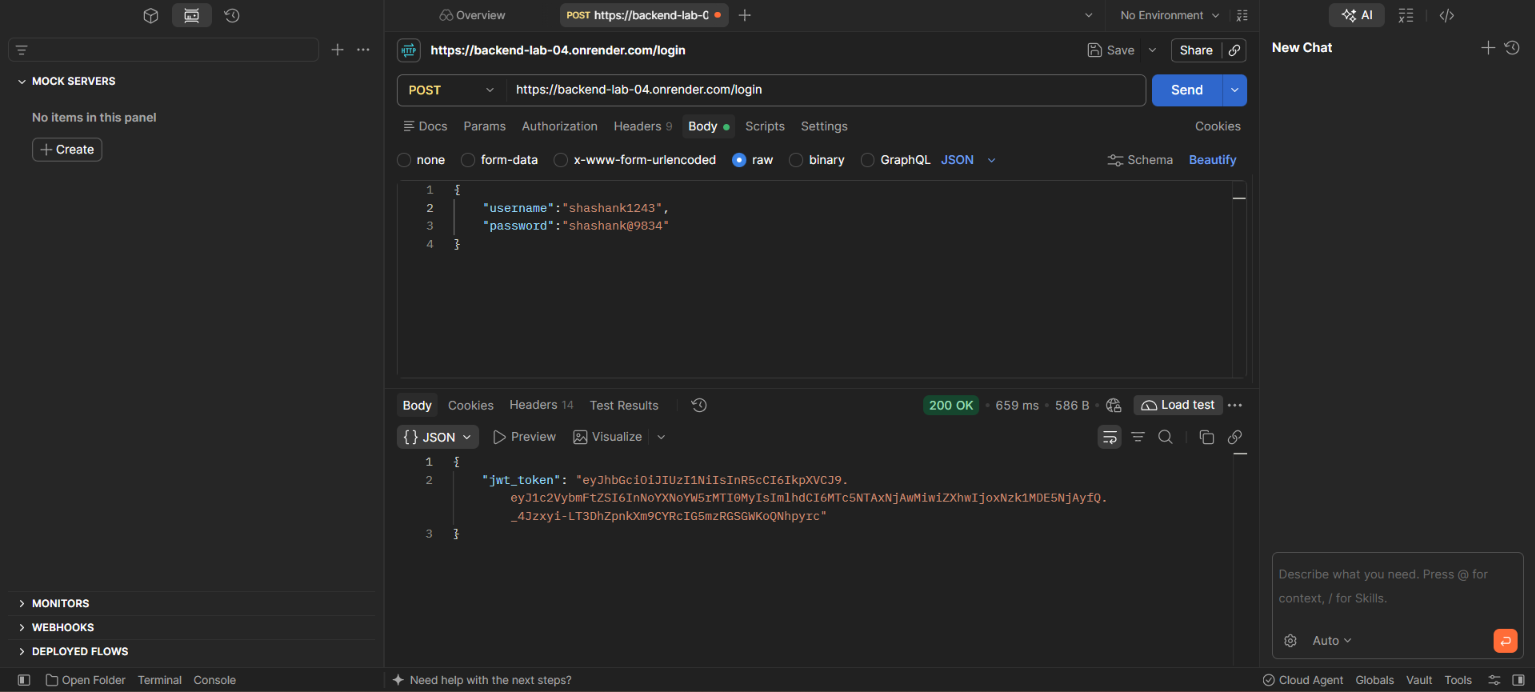 Overview
POST https://backend-lab-0
No Environment
AI
https://backend-lab-04.onrender.com/login
Save
Share
New Chat
MOCK SERVERS
POST
https://backend-lab-04.onrender.com/login
Send
No items in this panel
Create
Docs
Params
Authorization
Headers 9
Body
Scripts
Settings
Cookies
none
form-data
x-www-form-urlencoded
raw
binary
GraphQL
JSON
Schema
Beautify
1 {
2 "username":"shashank1243",
3 "password":"shashank@9834"
4 }
Body
Cookies
Headers 14
Test Results
200 OK
659 ms
586 B
Load test
{} JSON
Preview
Visualize
1 {
2 "jwt_token": "eyJhbGciOiJIUzI1NiIsInR5cCI6IkpXVCJ9.
eyJ1c2VybmFtZSI6InNoYXNoYW5rMTI0MyIsImlhdCI6MTc5NTAxNjAwMiwiZXhwIjoxNzk1MDE5NjAyfQ.
_4Jzxyi-LT3DhZpnkXm9CYRcIG5mzRGSGWKoQNhpyrc"
3 }
Describe what you need. Press @ for
context, / for Skills.
Auto
MONITORS
WEBHOOKS
DEPLOYED FLOWS
Open Folder
Terminal
Console
Need help with the next steps?
Cloud Agent
Globals
Vault
Tools